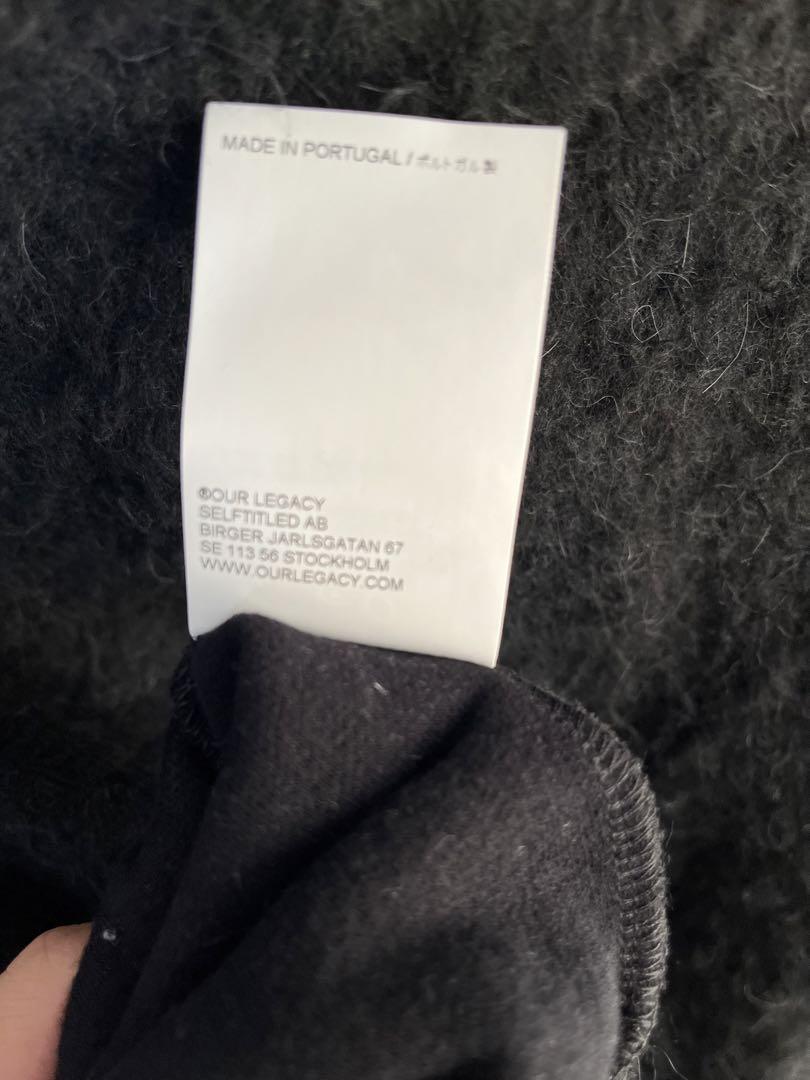 MADE IN PORTUGAL / ポルトガル製
®OUR LEGACY
SELFTITLED AB
BIRGER JARLSGATAN 67
SE 113 56 STOCKHOLM
WWW.OURLEGACY.COM